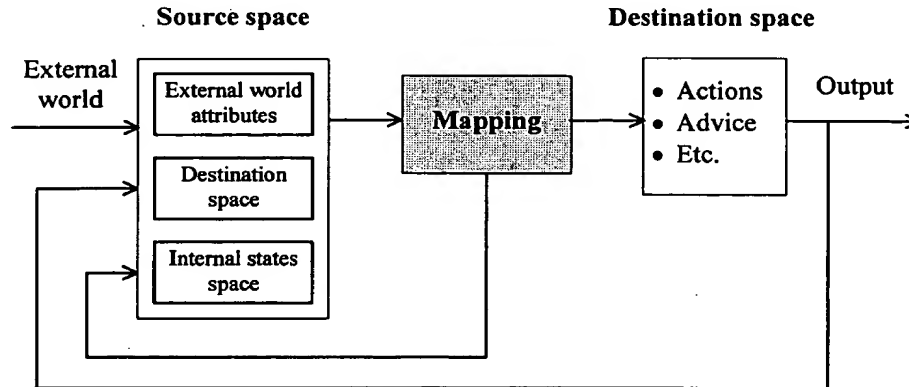 Source space
Destination space
External
world
External world
attributes
Destination
space
Internal states
space
Mapping
• Actions
• Advice
• Etc.
Output